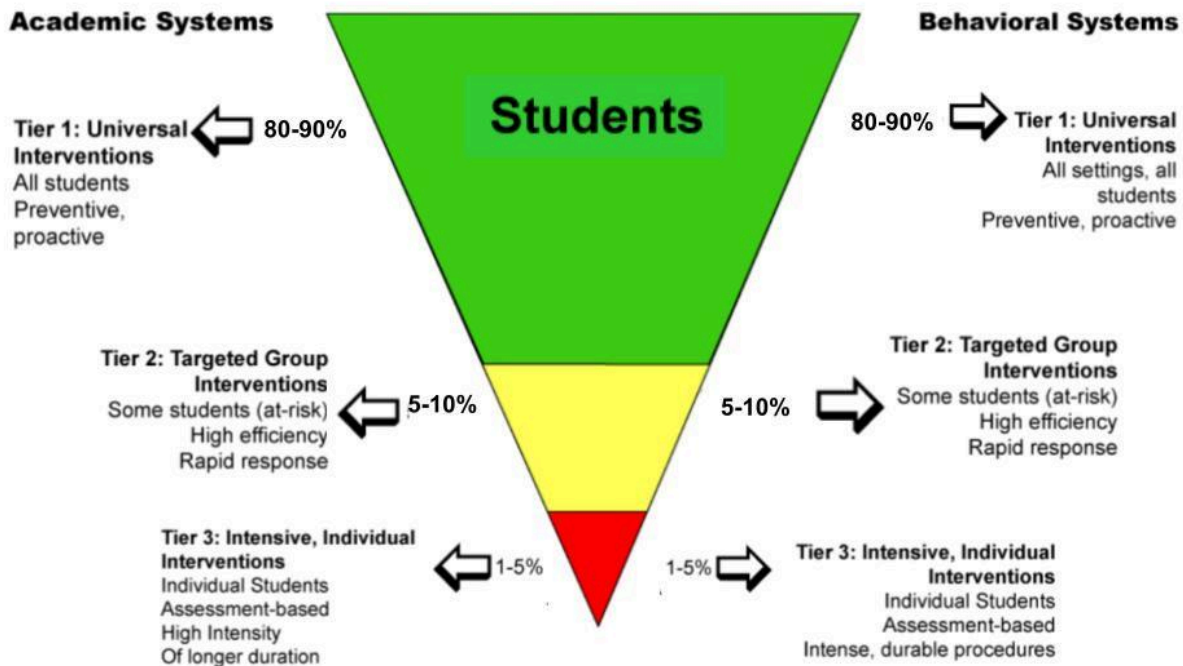 Academic Systems
Behavioral Systems
Students
80-90%
Tier 1: Universal
Interventions
All students
Preventive,
proactive
80-90%
Tier 1: Universal
Interventions
All settings, all
students
Preventive, proactive
Tier 2: Targeted Group
Interventions
Some students (at-risk)
High efficiency
Rapid response
5-10%
5-10%
Tier 2: Targeted Group
Interventions
Some students (at-risk)
High efficiency
Rapid response
Tier 3: Intensive, Individual
Interventions
Individual Students
Assessment-based
High Intensity
Of longer duration
1-5%
1-5%
Tier 3: Intensive, Individual
Interventions
Individual Students
Assessment-based
Intense, durable procedures